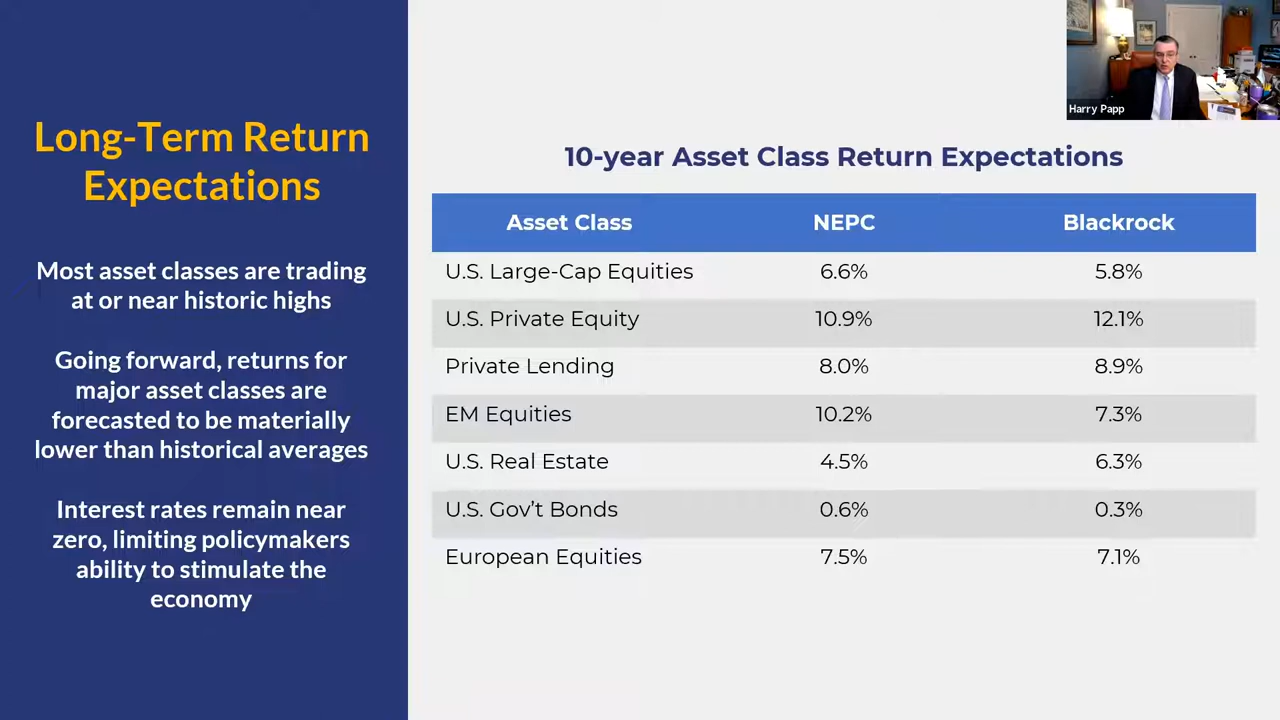 Long-Term Return
Expectations
Most asset classes are trading
at or near historic highs
Going forward, returns for
major asset classes are
forecasted to be materially
lower than historical averages
Interest rates remain near
zero, limiting policymakers
ability to stimulate the
economy
Harry Papp
10-year Asset Class Return Expectations
Asset Class NEPC Blackrock
U.S. Large-Cap Equities 6.6% 5.8%
U.S. Private Equity 10.9% 12.1%
Private Lending 8.0% 8.9%
EM Equities 10.2% 7.3%
U.S. Real Estate 4.5% 6.3%
U.S. Gov’t Bonds 0.6% 0.3%
European Equities 7.5% 7.1%